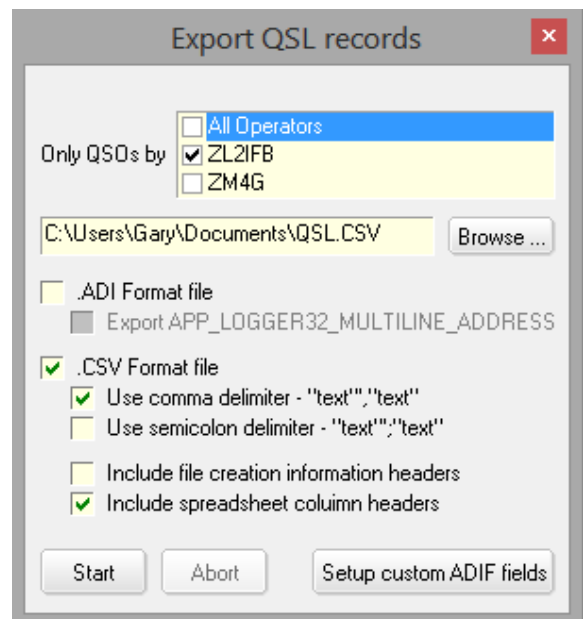 Export QSL records
All Operators
Only QSOs by ZL2IFB
ZM4G
C:\Users\Gary\Documents\QSL.CSV Browse ...
.ADI Format file
Export APP_LOGGER32_MULTILINE_ADDRESS
.CSV Format file
Use comma delimiter - "text'","text"
Use semicolon delimiter - "text'";"text"
Include file creation information headers
Include spreadsheet coluimn headers
Start Abort Setup custom ADIF fields